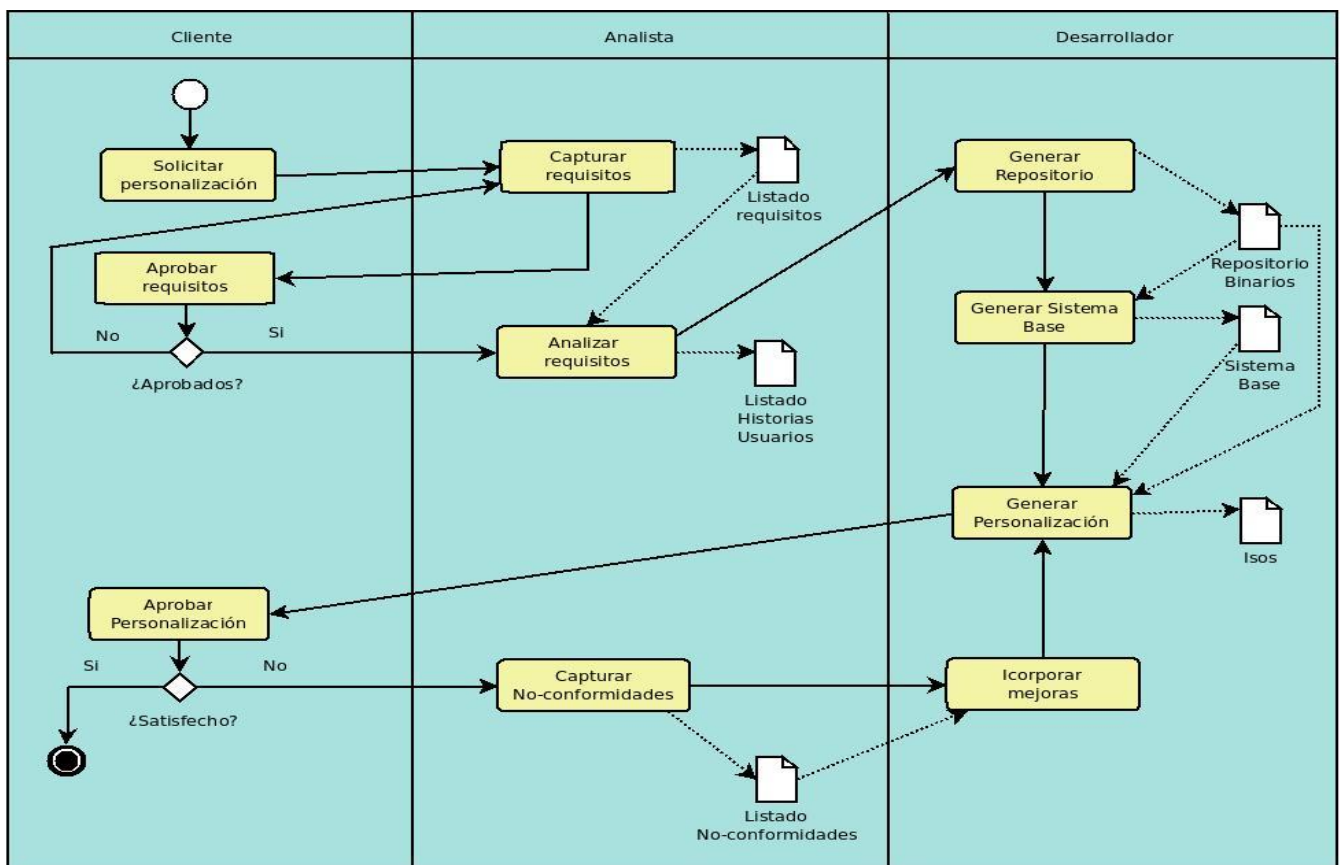 Cliente
Analista
Desarrollador
Solicitar
personalización
Capturar
requisitos
Listado
requisitos
Generar
Repositorio
Repositorio
Binarios
Aprobar
requisitos
No
Si
¿Aprobados?
Analizar
requisitos
Listado
Historias
Usuarios
Generar Sistema
Base
Sistema
Base
Generar
Personalización
Isos
Aprobar
Personalización
Si
No
¿Satisfecho?
Capturar
No-conformidades
Icorporar
mejoras
Listado
No-conformidades